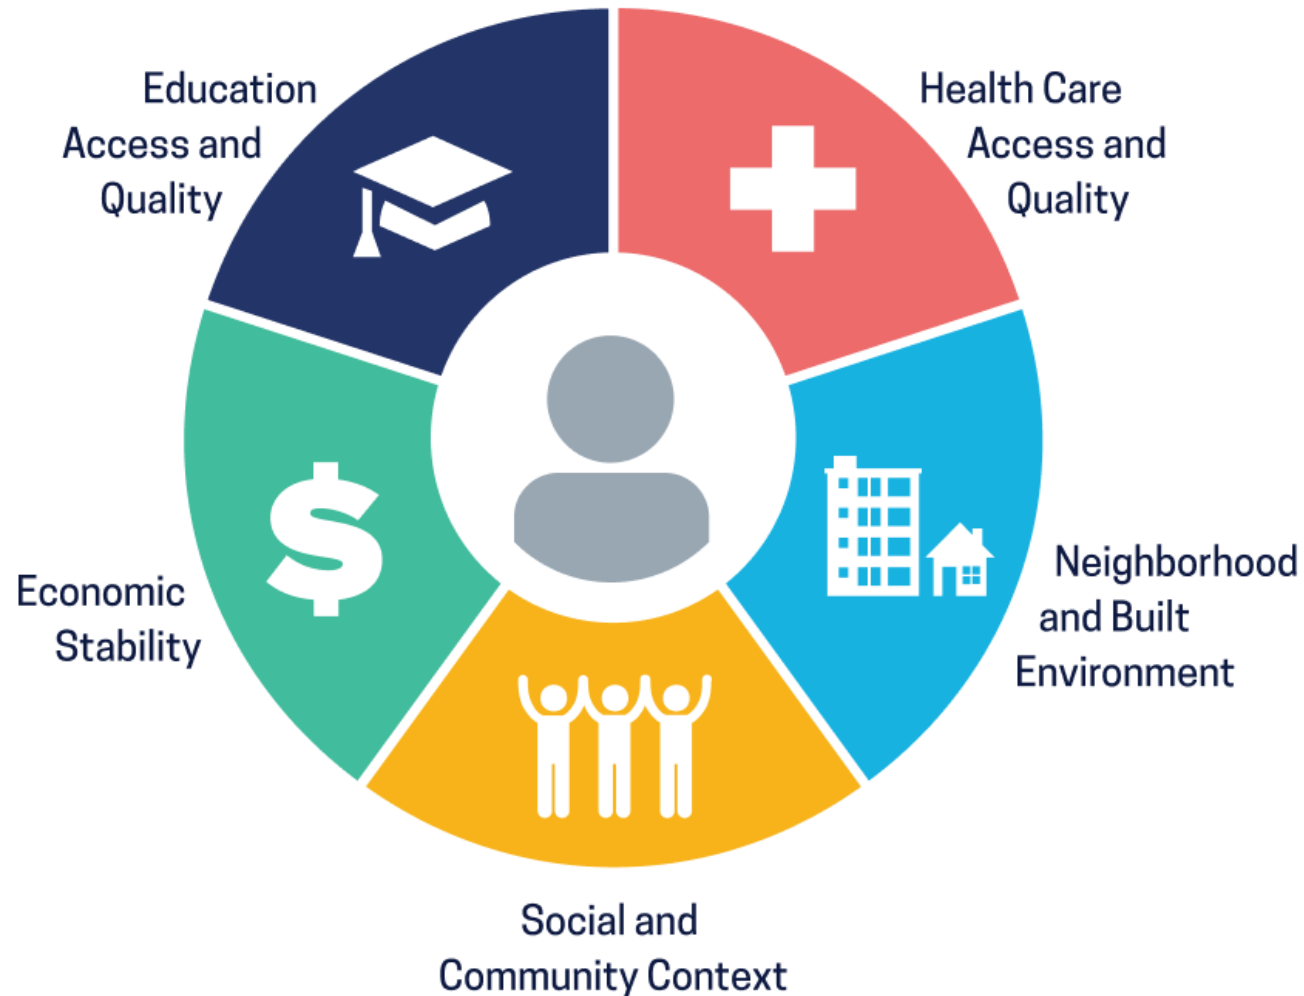 Education
Access and
Quality
Health Care
Access and
Quality
Economic
Stability
Neighborhood
and Built
Environment
Social and
Community Context